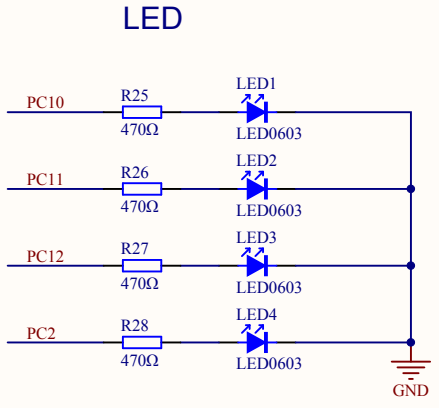 LED
PC10
R25
470Ω
LED1
LED0603
PC11
R26
470Ω
LED2
LED0603
PC12
R27
470Ω
LED3
LED0603
PC2
R28
470Ω
LED4
LED0603
GND